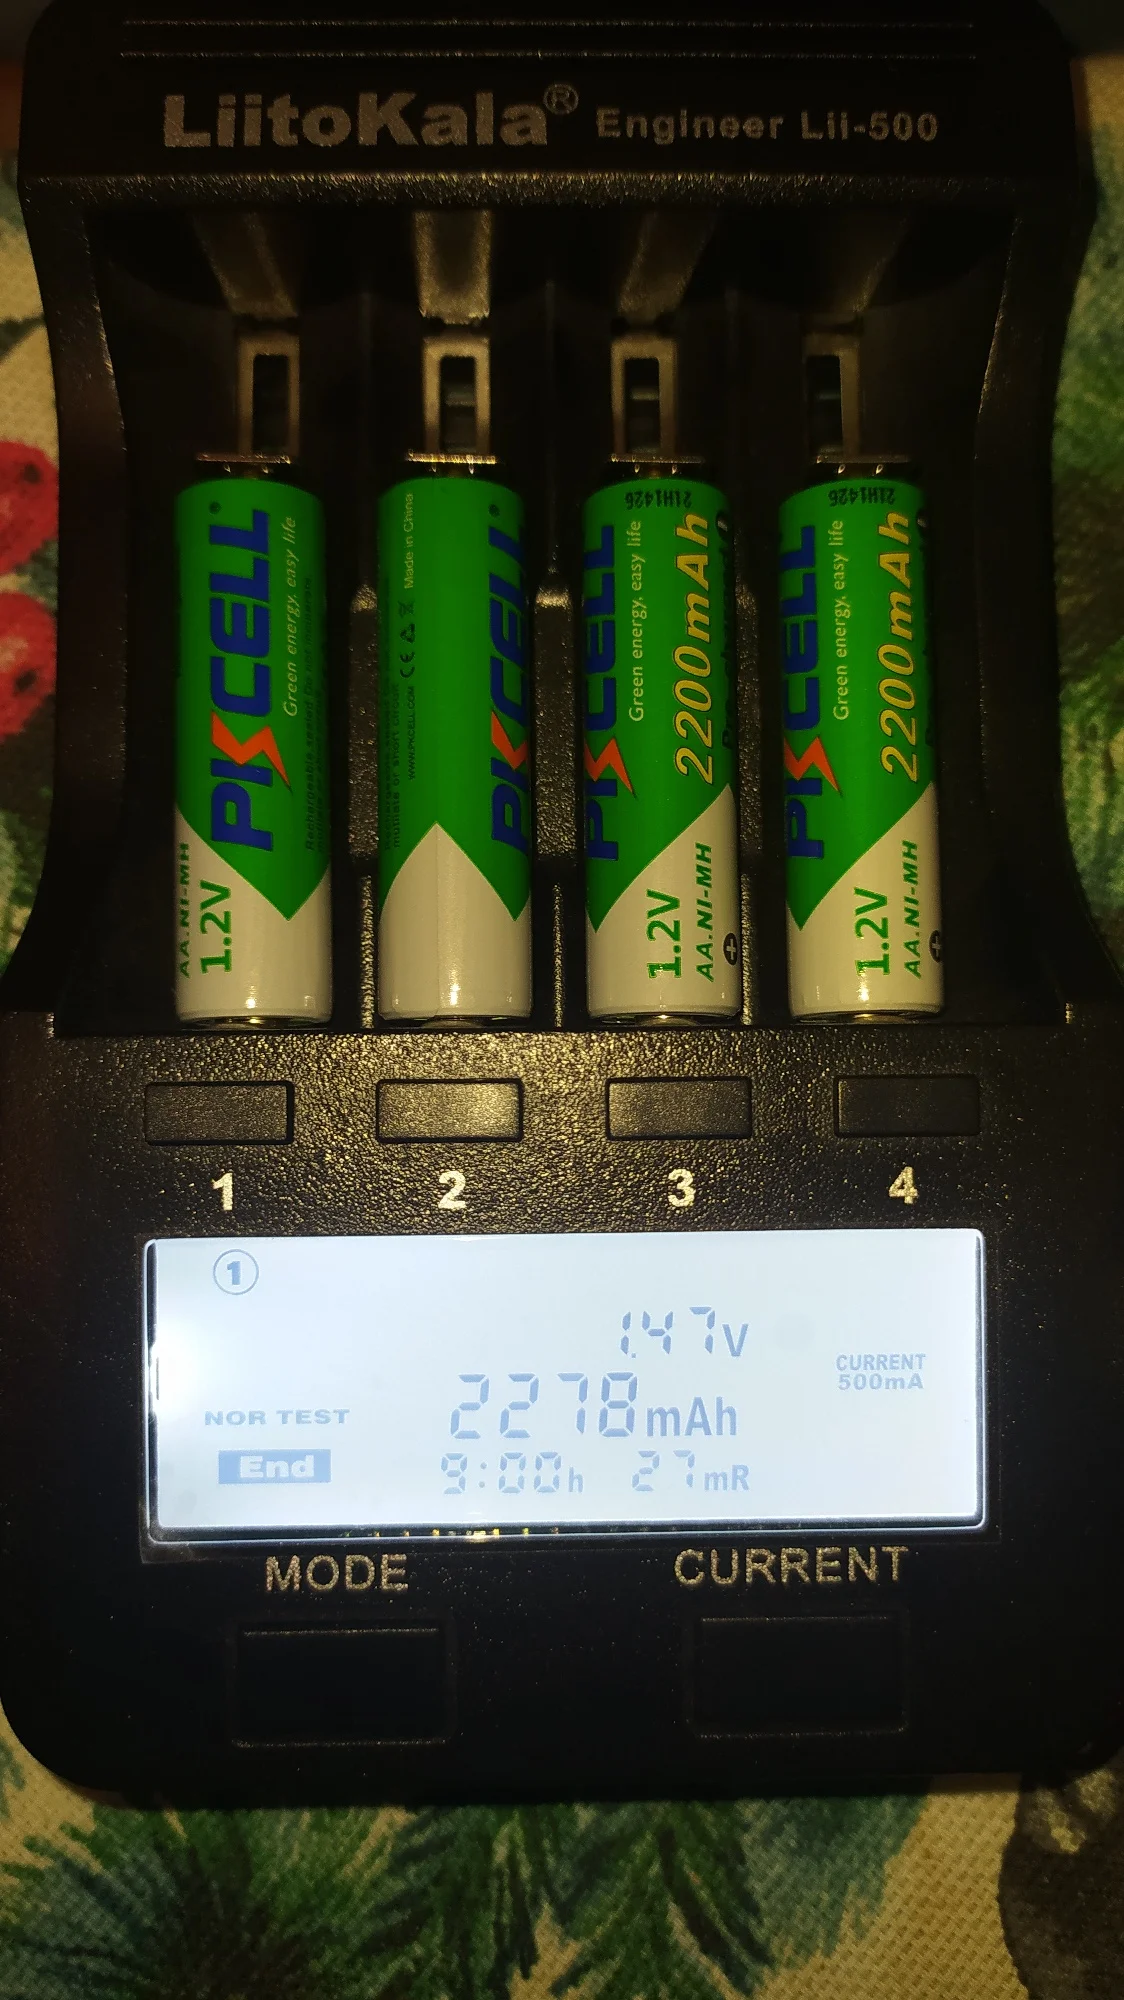 LiitoKala® Engineer Lii-500
PKCELL®
Green energy, easy life
AA.NI-MH
1.2V
Made in China
WWW.PKCELL.COM
PKCELL®
21H1426
PKCELL
Green energy, easy life
2200mAh
1.2V
AA.NI-MH
+
21H1426
PKCELL
Green energy, easy life
2200mAh
1.2V
AA.NI-MH
+
1 2 3 4
1
1.47V
CURRENT
500mA
2278mAh
NOR TEST
End
9:00h 27mR
MODE CURRENT